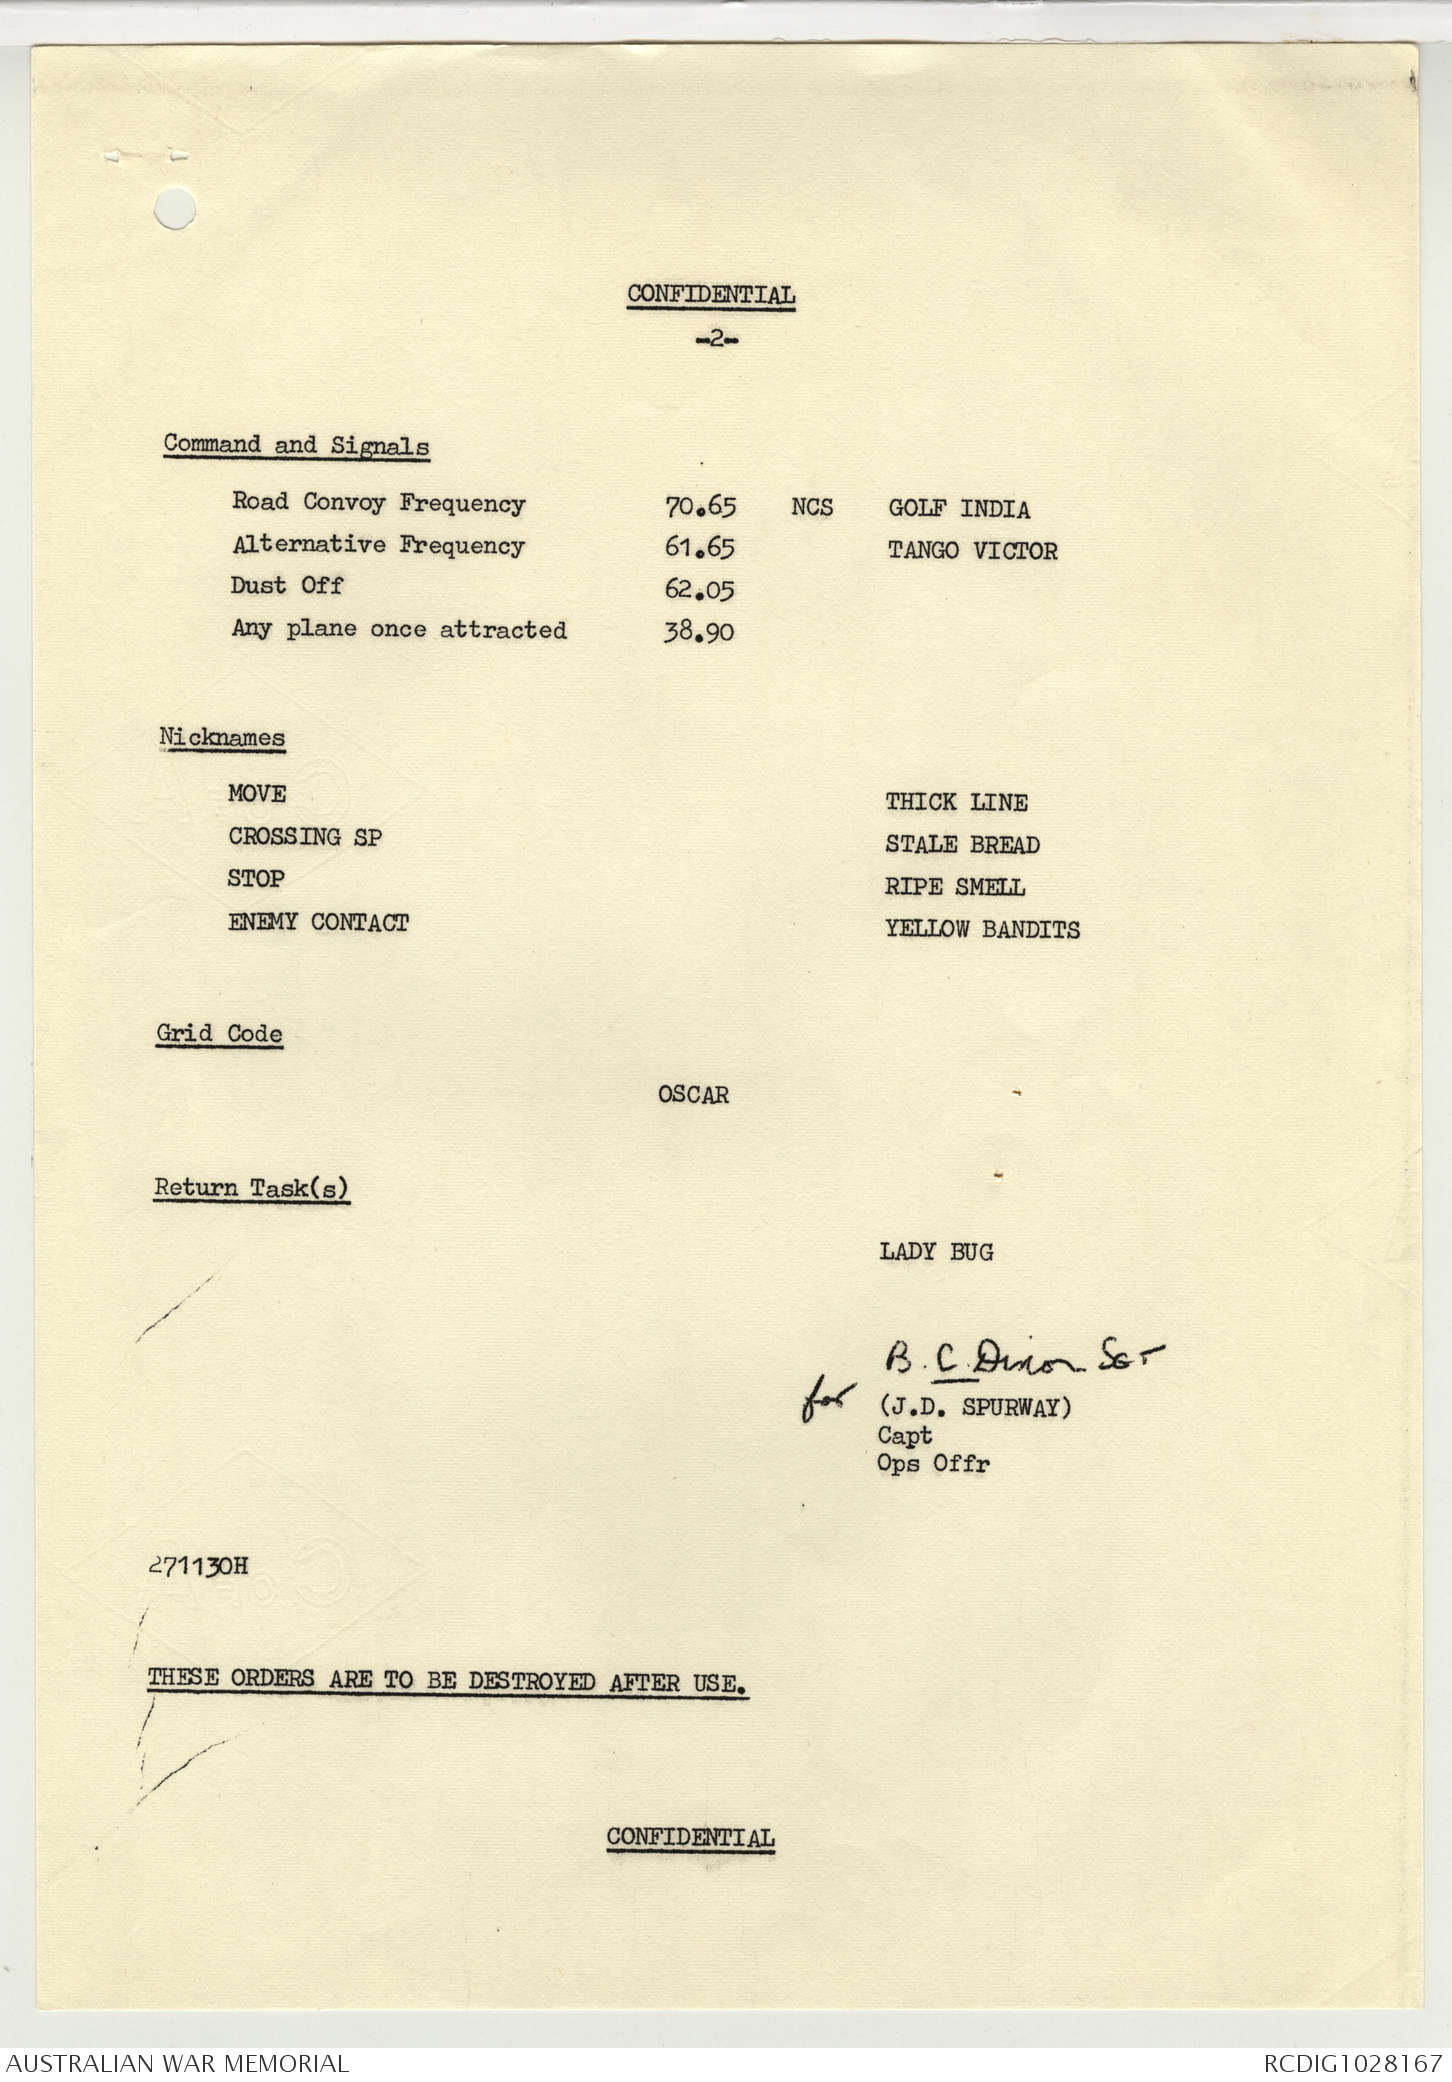 CONFIDENTIAL
-2-
Command and Signals
Road Convoy Frequency 70.65 NCS GOLF INDIA
Alternative Frequency 61.65 TANGO VICTOR
Dust Off 62.05
Any plane once attracted 38.90
Nicknames
MOVE THICK LINE
CROSSING SP STALE BREAD
STOP RIPE SMELL
ENEMY CONTACT YELLOW BANDITS
Grid Code
OSCAR
Return Task(s)
LADY BUG
B. C. Dixon SGT
for (J.D. SPURWAY)
Capt
Ops Offr
271130H
THESE ORDERS ARE TO BE DESTROYED AFTER USE.
CONFIDENTIAL
AUSTRALIAN WAR MEMORIAL RCDIG1028167